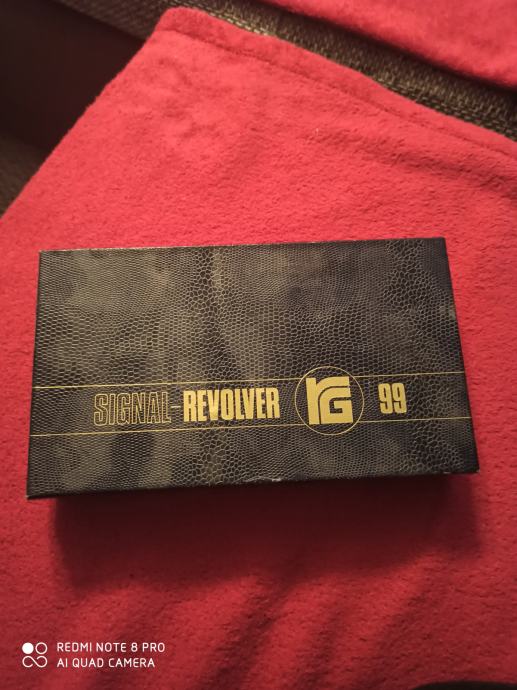 SIGNAL-REVOLVER RG 99
REDMI NOTE 8 PRO
AI QUAD CAMERA